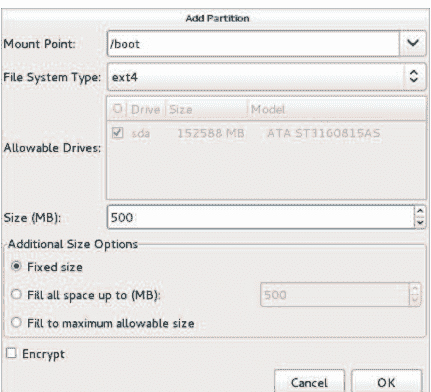 Add Partition
Mount Point: /boot
File System Type: ext4
Drive Size Model
sda 152588 MB ATA ST3160815AS
Allowable Drives:
Size (MB): 500
Additional Size Options
Fixed size
Fill all space up to (MB): 500
Fill to maximum allowable size
Encrypt
Cancel OK